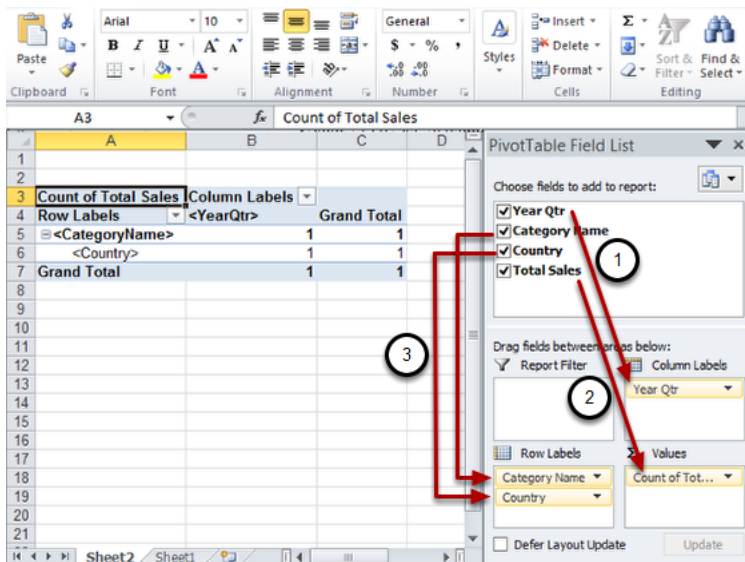 Arial 10 General Insert Σ
Paste B I U A A $ % , Styles Delete Sort & Find &
Format Filter Select
Clipboard Font Alignment Number Cells Editing
A3 fx Count of Total Sales
A B C D
PivotTable Field List
Choose fields to add to report:
Year Qtr
Category Name
Country
Total Sales
1
2
3 Count of Total Sales Column Labels
4 Row Labels <YearQtr> Grand Total
5 <CategoryName> 1 1
6 <Country> 1 1
7 Grand Total 1 1
8
9
10
11
12
13
14
15
16
17
18
19
20
21
1
2
3
Drag fields between areas below:
Report Filter Column Labels
Year Qtr
Row Labels Σ Values
Category Name Count of Tot...
Country
Defer Layout Update Update
Sheet2 Sheet1